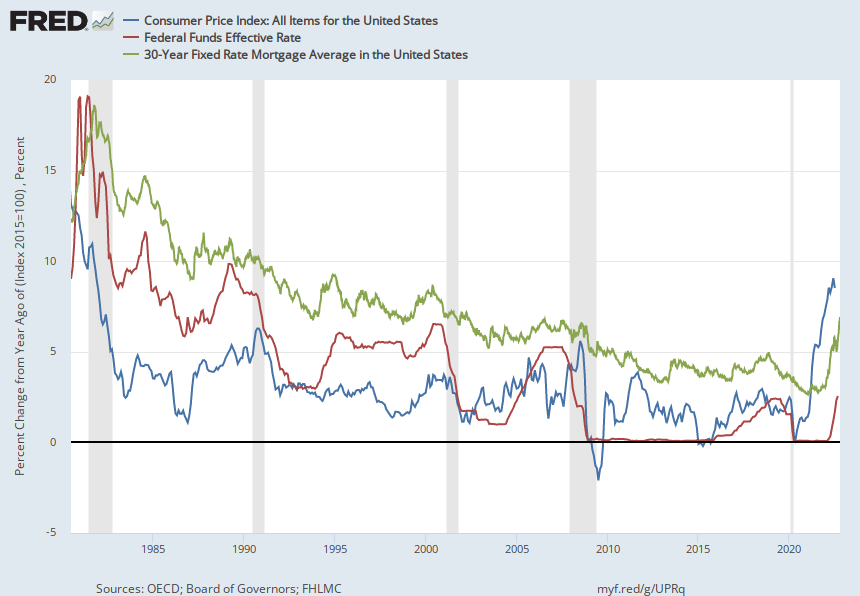 FRED
Consumer Price Index: All Items for the United States
Federal Funds Effective Rate
30-Year Fixed Rate Mortgage Average in the United States
Percent Change from Year Ago of (Index 2015=100) , Percent
20
15
10
5
0
-5
1985
1990
1995
2000
2005
2010
2015
2020
Sources: OECD; Board of Governors; FHLMC
myf.red/g/UPRq